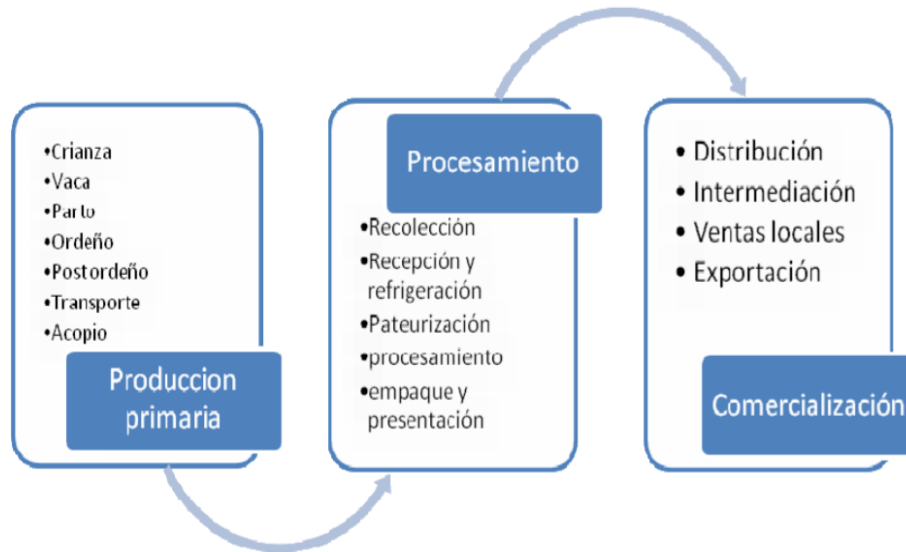 •Crianza
•Vaca
•Parto
•Ordeño
•Postordeño
•Transporte
•Acopio
Produccion
primaria
Procesamiento
•Recolección
•Recepción y
refrigeración
•Pateurización
•procesamiento
•empaque y
presentación
• Distribución
• Intermediación
• Ventas locales
• Exportación
Comercialización